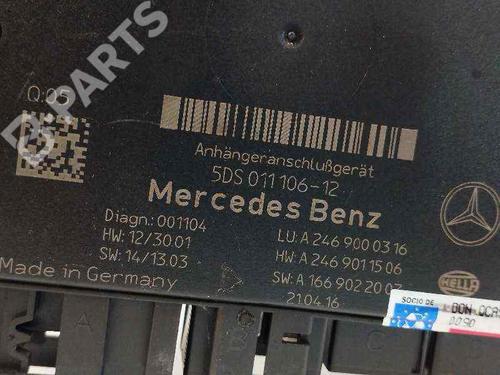 B-PARTS
Q:05
Anhängeranschlußgerät
5DS 011 106-12
Mercedes Benz
Diagn.: 001104
HW: 12/30.01
SW: 14/13.03
LU: A 246 900 03 16
HW: A 246 901 15 06
SW: A 166 902 20 07
21.04.16
Made in Germany
HELLA
SOCIO DE